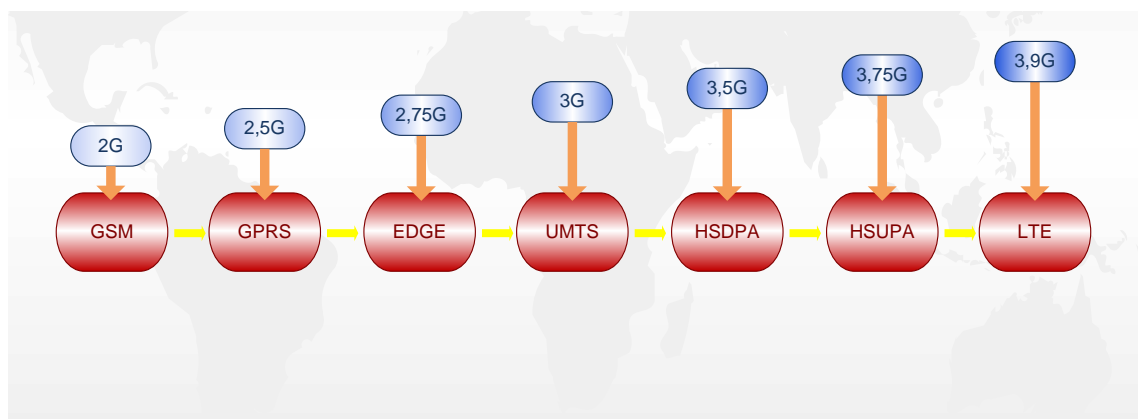 2G
2,5G
2,75G
3G
3,5G
3,75G
3,9G
GSM
GPRS
EDGE
UMTS
HSDPA
HSUPA
LTE